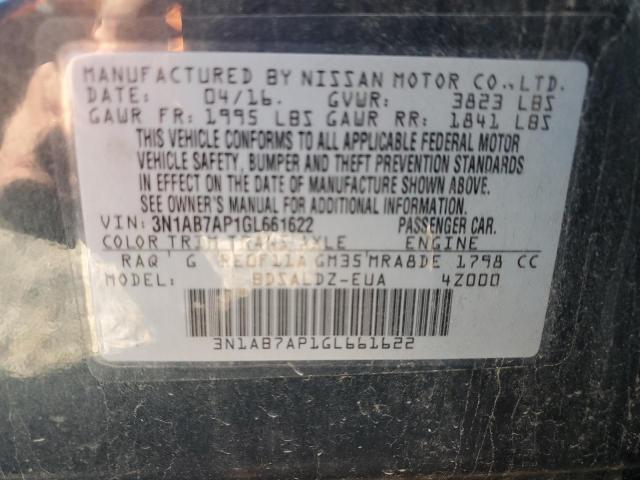 MANUFACTURED BY NISSAN MOTOR CO., LTD.
DATE: 04/16. GVWR: 3823 LBS
GAWR FR: 1995 LBS GAWR RR: 1841 LBS
THIS VEHICLE CONFORMS TO ALL APPLICABLE FEDERAL MOTOR
VEHICLE SAFETY, BUMPER AND THEFT PREVENTION STANDARDS
IN EFFECT ON THE DATE OF MANUFACTURE SHOWN ABOVE.
SEE OWNER'S MANUAL FOR ADDITIONAL INFORMATION.
VIN: 3N1AB7AP1GL661622 PASSENGER CAR.
COLOR TRIM TRANS AXLE ENGINE
RAQ G RE0F11A GM35 MRA8DE 1798 CC
MODEL: BDSALDZ-EUA 4Z000
3N1AB7AP1GL661622